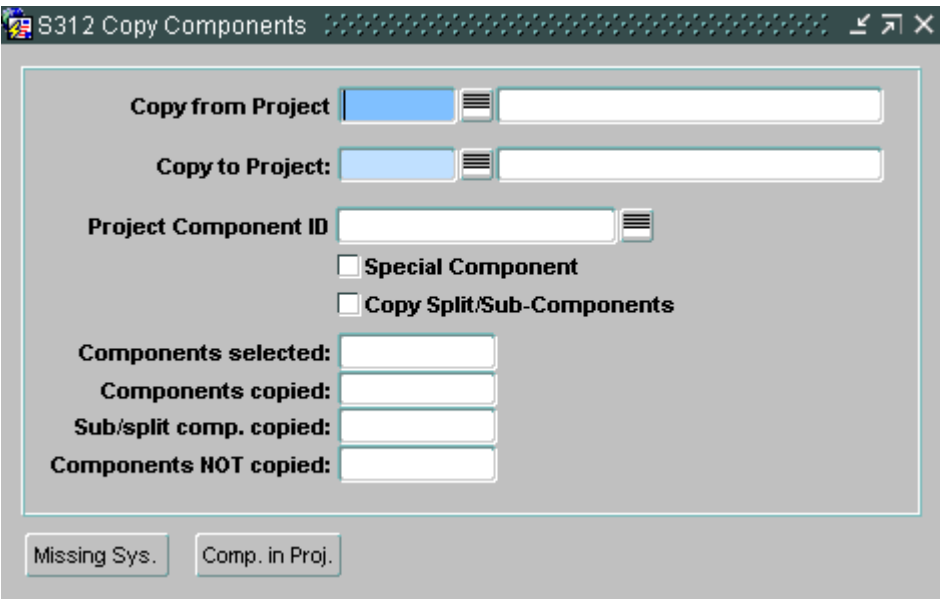 S312 Copy Components
Copy from Project
Copy to Project:
Project Component ID
Special Component
Copy Split/Sub-Components
Components selected:
Components copied:
Sub/split comp. copied:
Components NOT copied:
Missing Sys. Comp. in Proj.